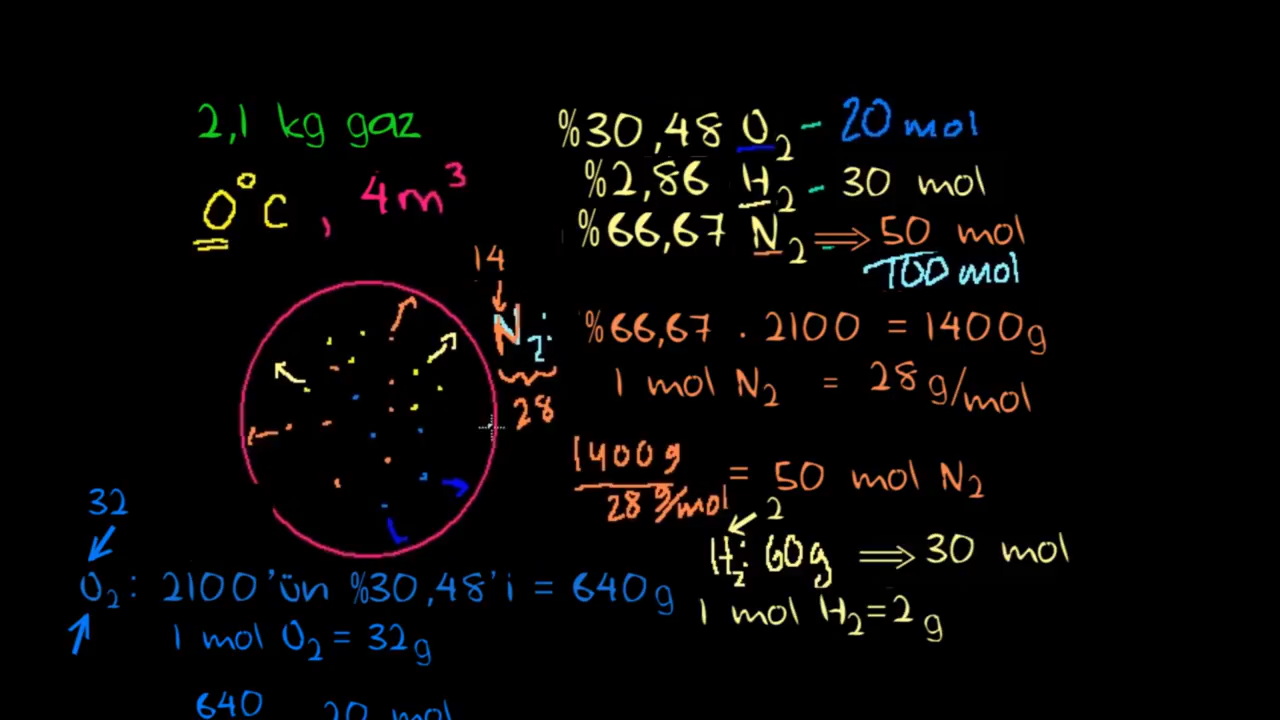 2,1 kg gaz
0°C, 4m³
%30,48 O₂ - 20 mol
%2,86 H₂ - 30 mol
%66,67 N₂ ⟹ 50 mol
100 mol
14
N₂:
28
%66,67 . 2100 = 1400g
1 mol N₂ = 28 g/mol
1400g
28 g/mol
= 50 mol N₂
2
H₂: 60g ⟹ 30 mol
1 mol H₂ = 2g
32
O₂: 2100'ün %30,48'i = 640g
1 mol O₂ = 32g
640
20 mol